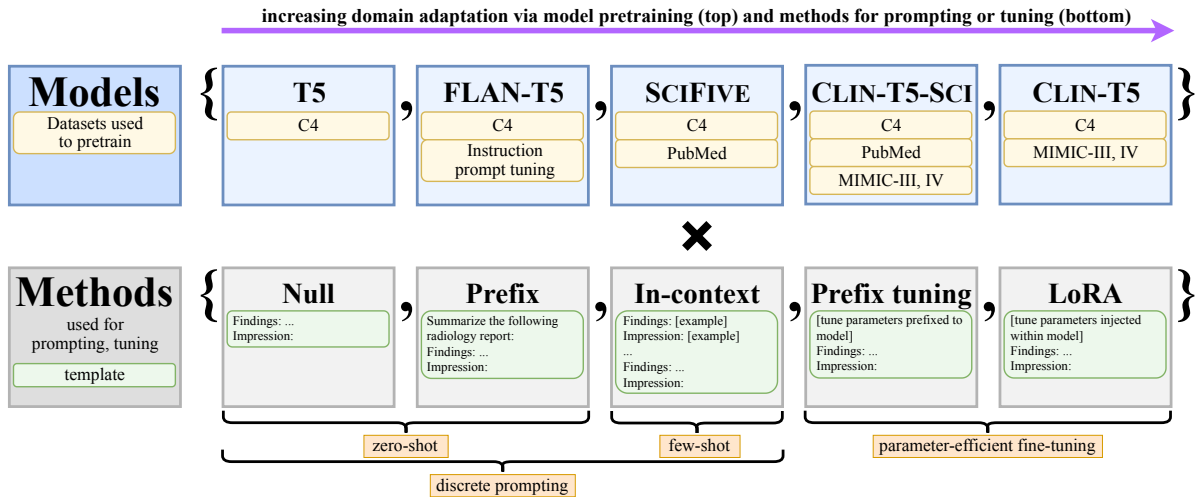 increasing domain adaptation via model pretraining (top) and methods for prompting or tuning (bottom)
Models
Datasets used
to pretrain
{
T5
C4
,
FLAN-T5
C4
Instruction
prompt tuning
,
SCIFIVE
C4
PubMed
,
CLIN-T5-SCI
C4
PubMed
MIMIC-III, IV
,
CLIN-T5
C4
MIMIC-III, IV
}
×
Methods
used for
prompting, tuning
template
{
Null
Findings: ...
Impression:
,
Prefix
Summarize the following
radiology report:
Findings: ...
Impression:
,
In-context
Findings: [example]
Impression: [example]
...
Findings: ...
Impression:
,
Prefix tuning
[tune parameters prefixed to
model]
Findings: ...
Impression:
,
LoRA
[tune parameters injected
within model]
Findings: ...
Impression:
}
zero-shot
few-shot
parameter-efficient fine-tuning
discrete prompting